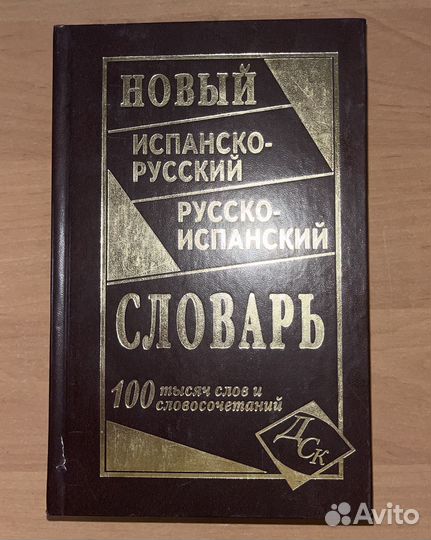 НОВЫЙ
ИСПАНСКО-
РУССКИЙ
РУССКО-
ИСПАНСКИЙ
СЛОВАРЬ
100 тысяч слов и
словосочетаний
ДСК
Avito